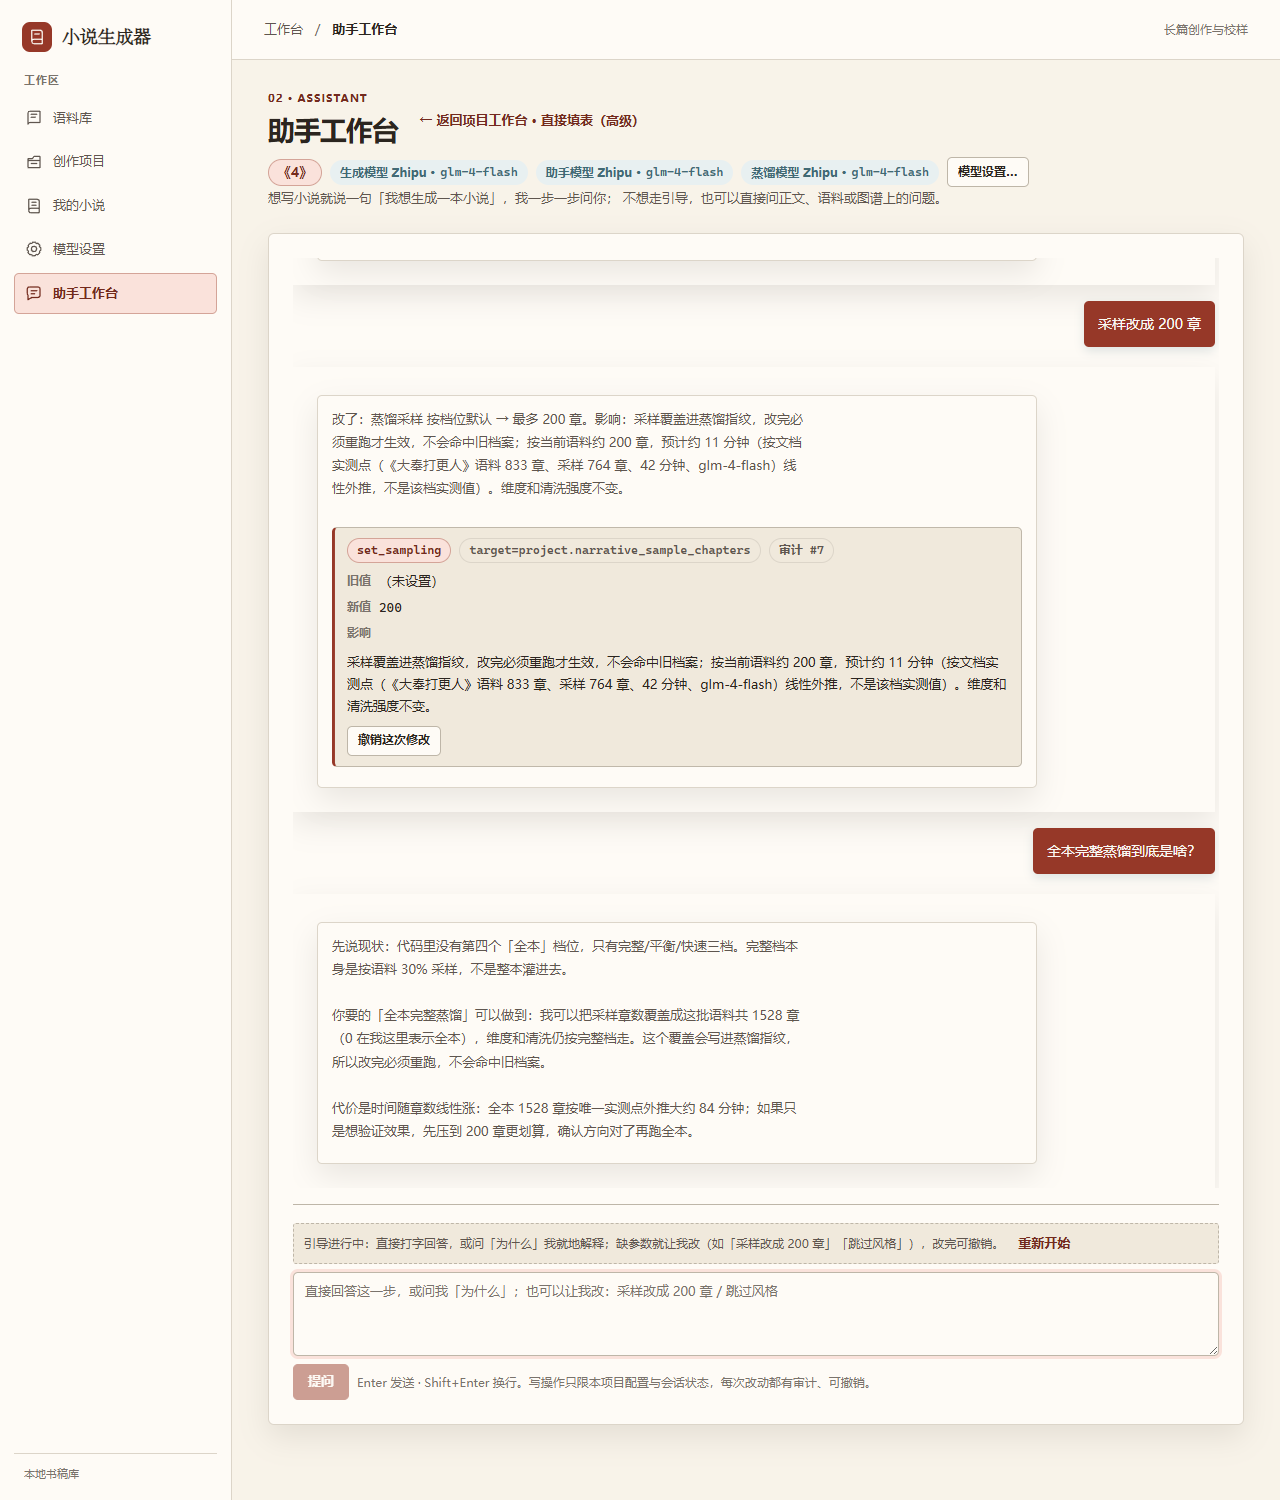 小说生成器
工作区
语料库
创作项目
我的小说
模型设置
助手工作台
本地书稿库
工作台 / 助手工作台
长篇创作与校样
02 • ASSISTANT
助手工作台
← 返回项目工作台 • 直接填表（高级）
《4》
生成模型 Zhipu • glm-4-flash
助手模型 Zhipu • glm-4-flash
蒸馏模型 Zhipu • glm-4-flash
模型设置...
想写小说就说一句「我想生成一本小说」，我一步一步问你； 不想走引导，也可以直接问正文、语料或图谱上的问题。
采样改成 200 章
改了：蒸馏采样 按档位默认 → 最多 200 章。影响：采样覆盖进蒸馏指纹，改完必
须重跑才生效，不会命中旧档案；按当前语料约 200 章，预计约 11 分钟（按文档
实测点（《大奉打更人》语料 833 章、采样 764 章、42 分钟、glm-4-flash）线
性外推，不是该档实测值）。维度和清洗强度不变。
set_sampling
target=project.narrative_sample_chapters
审计 #7
旧值 （未设置）
新值 200
影响
采样覆盖进蒸馏指纹，改完必须重跑才生效，不会命中旧档案；按当前语料约 200 章，预计约 11 分钟（按文档实
测点（《大奉打更人》语料 833 章、采样 764 章、42 分钟、glm-4-flash）线性外推，不是该档实测值）。维度和
清洗强度不变。
撤销这次修改
全本完整蒸馏到底是啥？
先说现状：代码里没有第四个「全本」档位，只有完整/平衡/快速三档。完整档本
身是按语料 30% 采样，不是整本灌进去。
你要的「全本完整蒸馏」可以做到：我可以把采样章数覆盖成这批语料共 1528 章
（0 在我这里表示全本），维度和清洗仍按完整档走。这个覆盖会写进蒸馏指纹，
所以改完必须重跑，不会命中旧档案。
代价是时间随章数线性涨：全本 1528 章按唯一实测点外推大约 84 分钟；如果只
是想验证效果，先压到 200 章更划算，确认方向对了再跑全本。
引导进行中：直接打字回答，或问「为什么」我就地解释；缺参数就让我改（如「采样改成 200 章」「跳过风格」），改完可撤销。 重新开始
直接回答这一步，或问我「为什么」；也可以让我改：采样改成 200 章 / 跳过风格
提问
Enter 发送 · Shift+Enter 换行。写操作只限本项目配置与会话状态，每次改动都有审计、可撤销。